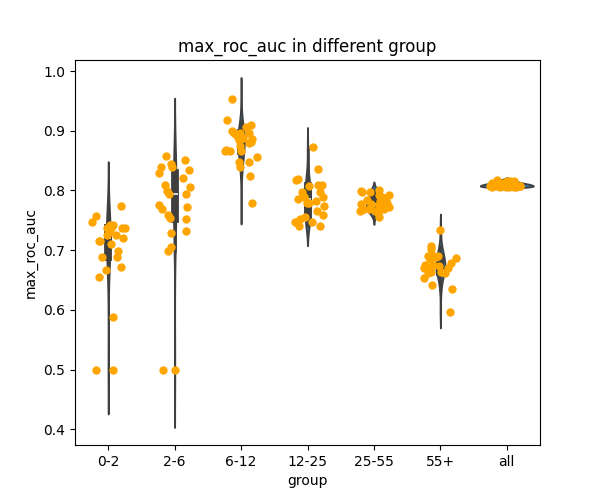 max_roc_auc in different group
1.0
0.9
0.8
0.7
0.6
0.5
0.4
max_roc_auc
0-2 2-6 6-12 12-25 25-55 55+ all
group